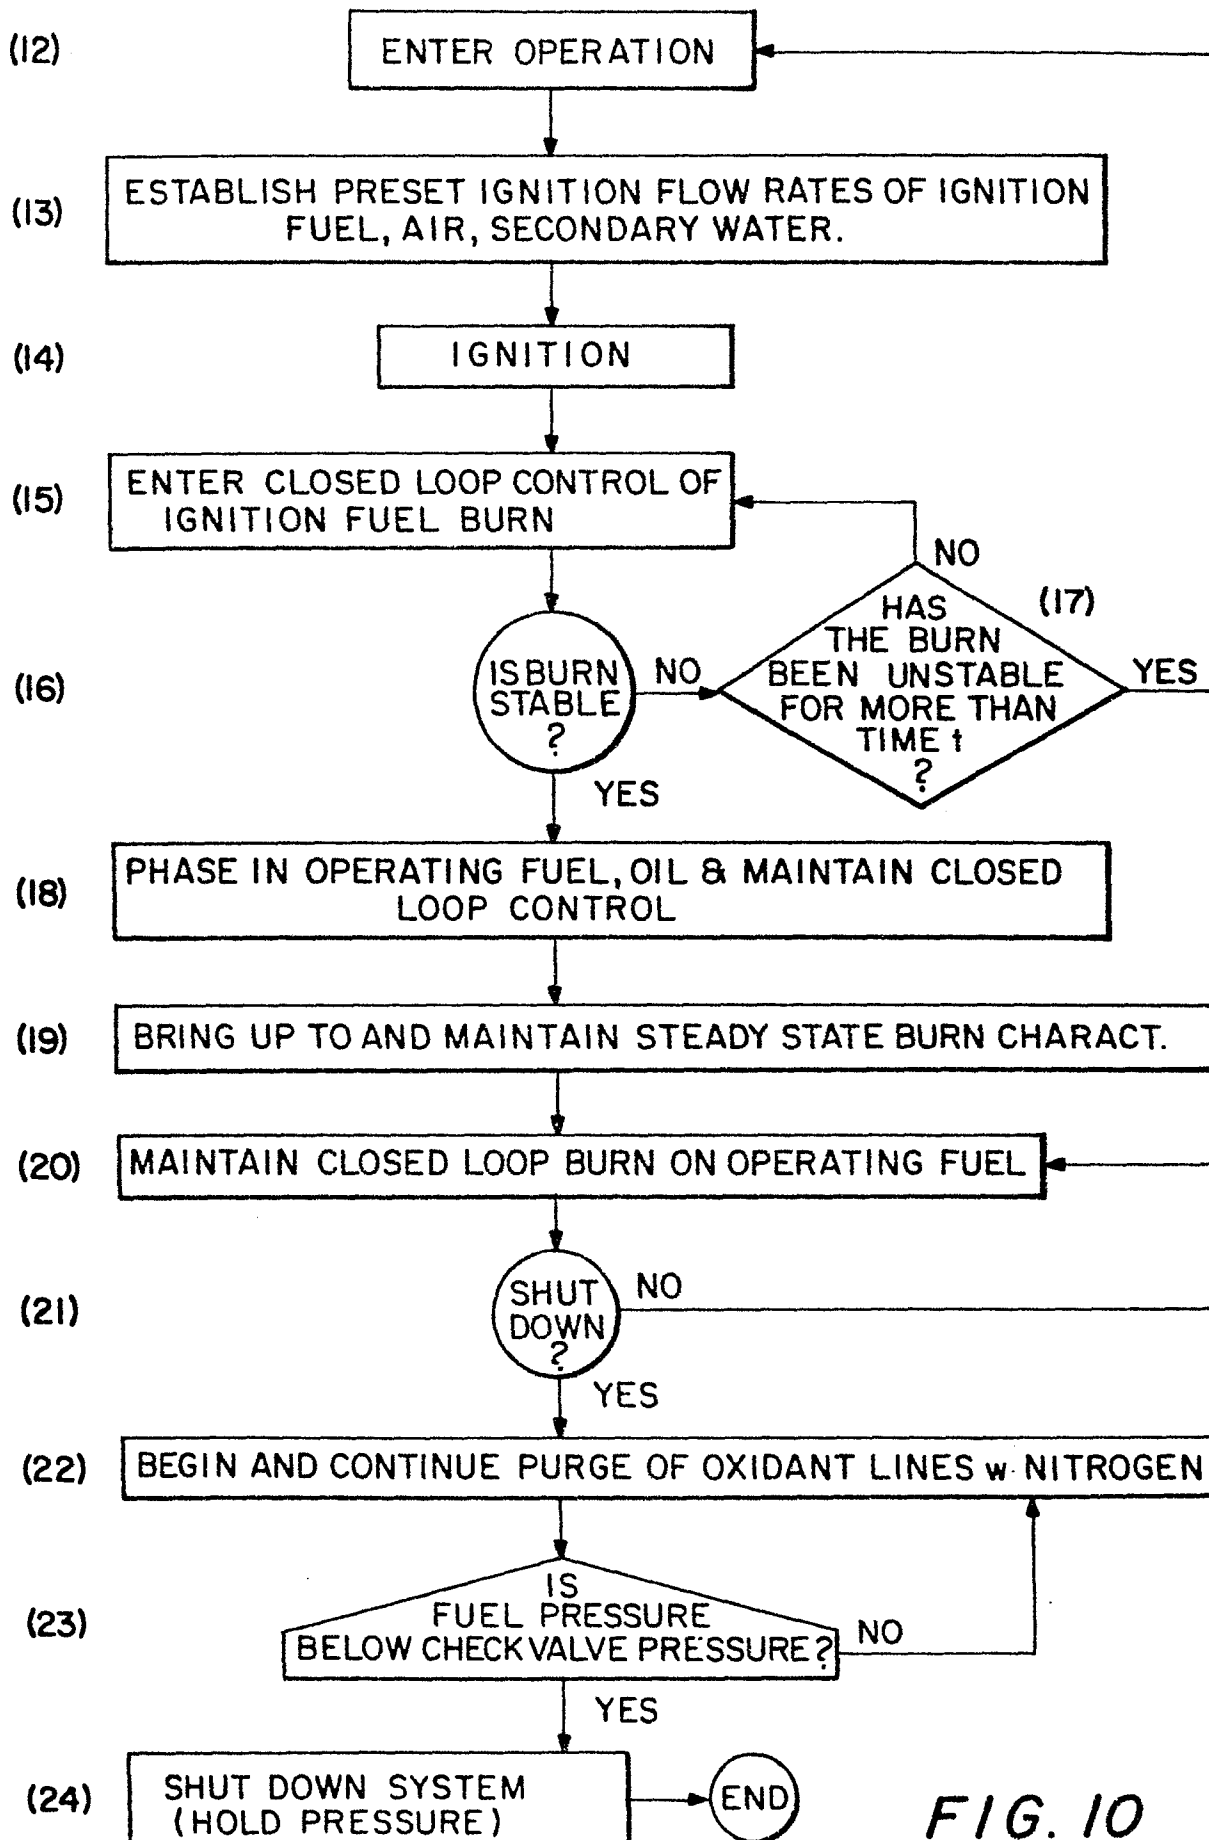 (12)
ENTER OPERATION
(13)
ESTABLISH PRESET IGNITION FLOW RATES OF IGNITION
FUEL, AIR, SECONDARY WATER.
(14)
IGNITION
(15)
ENTER CLOSED LOOP CONTROL OF
IGNITION FUEL BURN
(16)
IS BURN
STABLE
?
NO
YES
(17)
HAS
THE BURN
BEEN UNSTABLE
FOR MORE THAN
TIME t
?
NO
YES
(18)
PHASE IN OPERATING FUEL, OIL & MAINTAIN CLOSED
LOOP CONTROL
(19)
BRING UP TO AND MAINTAIN STEADY STATE BURN CHARACT.
(20)
MAINTAIN CLOSED LOOP BURN ON OPERATING FUEL
(21)
SHUT
DOWN
?
NO
YES
(22)
BEGIN AND CONTINUE PURGE OF OXIDANT LINES w. NITROGEN
(23)
IS
FUEL PRESSURE
BELOW CHECK VALVE PRESSURE?
NO
YES
(24)
SHUT DOWN SYSTEM
(HOLD PRESSURE)
END
FIG. 10